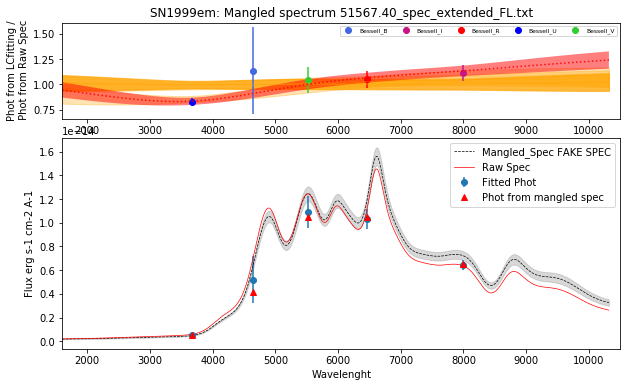 SN1999em: Mangled spectrum 51567.40_spec_extended_FL.txt
Phot from LCfitting /
Phot from Raw Spec
1.50
1.25
1.00
0.75
Bessell_B
Bessell_I
Bessell_R
Bessell_U
Bessell_V
2000 3000 4000 5000 6000 7000 8000 9000 10000
1e-14
Flux erg s-1 cm-2 A-1
1.6
1.4
1.2
1.0
0.8
0.6
0.4
0.2
0.0
Mangled_Spec FAKE SPEC
Raw Spec
Fitted Phot
Phot from mangled spec
2000 3000 4000 5000 6000 7000 8000 9000 10000
Wavelenght